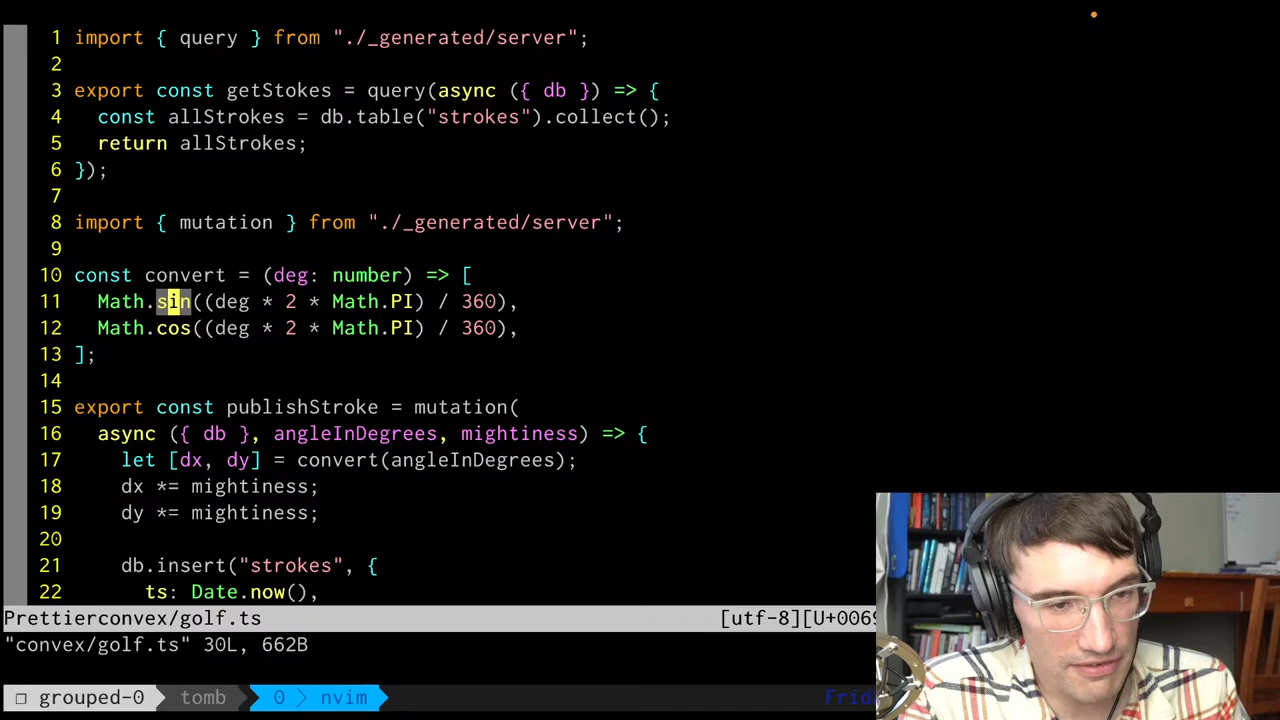 1 import { query } from "./_generated/server";
2
3 export const getStokes = query(async ({ db }) => {
4 const allStrokes = db.table("strokes").collect();
5 return allStrokes;
6 });
7
8 import { mutation } from "./_generated/server";
9
10 const convert = (deg: number) => [
11 Math.sin((deg * 2 * Math.PI) / 360),
12 Math.cos((deg * 2 * Math.PI) / 360),
13 ];
14
15 export const publishStroke = mutation(
16 async ({ db }, angleInDegrees, mightiness) => {
17 let [dx, dy] = convert(angleInDegrees);
18 dx *= mightiness;
19 dy *= mightiness;
20
21 db.insert("strokes", {
22 ts: Date.now(),
Prettierconvex/golf.ts [utf-8][U+0069
"convex/golf.ts" 30L, 662B
❐ grouped-0 tomb 0 > nvim Frid